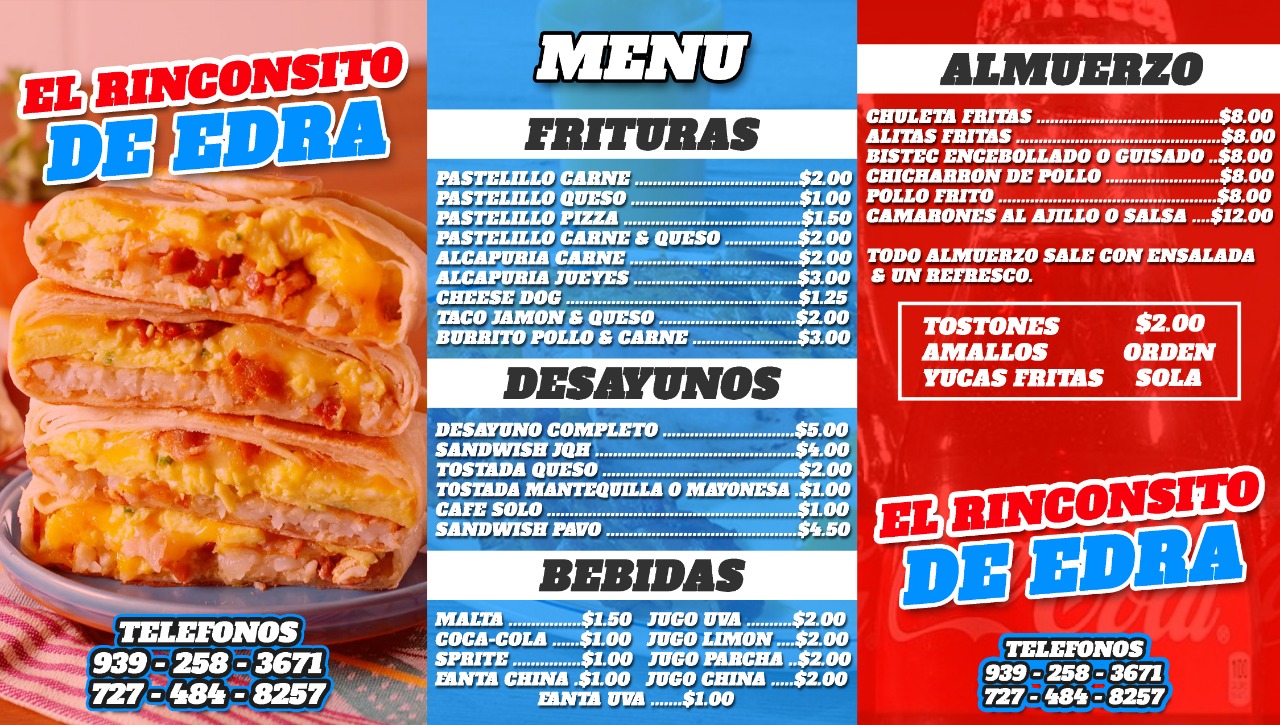 EL RINCONSITO
DE EDRA
TELEFONOS
939 - 258 - 3671
727 - 484 - 8257
MENU
FRITURAS
PASTELILLO CARNE ..................................$2.00
PASTELILLO QUESO ...................................$1.00
PASTELILLO PIZZA ....................................$1.50
PASTELILLO CARNE & QUESO ..............$2.00
ALCAPURIA CARNE ...................................$2.00
ALCAPURIA JUEYES ..................................$3.00
CHEESE DOG ................................................$1.25
TACO JAMON & QUESO ............................$2.00
BURRITO POLLO & CARNE .....................$3.00
DESAYUNOS
DESAYUNO COMPLETO ............................$5.00
SANDWISH JQH ..........................................$4.00
TOSTADA QUESO ........................................$2.00
TOSTADA MANTEQUILLA O MAYONESA .$1.00
CAFE SOLO ....................................................$1.00
SANDWISH PAVO ........................................$4.50
BEBIDAS
MALTA ................$1.50 JUGO UVA ..........$2.00
COCA-COLA ......$1.00 JUGO LIMON ....$2.00
SPRITE ..............$1.00 JUGO PARCHA ..$2.00
FANTA CHINA .$1.00 JUGO CHINA .....$2.00
FANTA UVA .......$1.00
ALMUERZO
CHULETA FRITAS .......................................$8.00
ALITAS FRITAS ............................................$8.00
BISTEC ENCEBOLLADO O GUISADO ..$8.00
CHICHARRON DE POLLO ..........................$8.00
POLLO FRITO ...............................................$8.00
CAMARONES AL AJILLO O SALSA ....$12.00
TODO ALMUERZO SALE CON ENSALADA
& UN REFRESCO.
TOSTONES $2.00
AMALLOS ORDEN
YUCAS FRITAS SOLA
EL RINCONSITO
DE EDRA
Cola
TELEFONOS
939 - 258 - 3671
727 - 484 - 8257